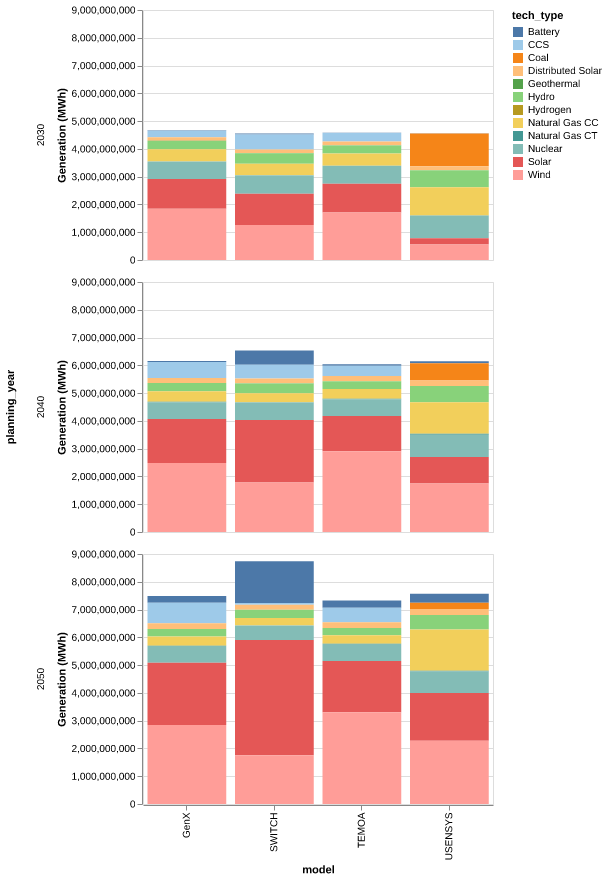 tech_type
Battery
CCS
Coal
Distributed Solar
Geothermal
Hydro
Hydrogen
Natural Gas CC
Natural Gas CT
Nuclear
Solar
Wind
planning_year
2030
Generation (MWh)
9,000,000,000
8,000,000,000
7,000,000,000
6,000,000,000
5,000,000,000
4,000,000,000
3,000,000,000
2,000,000,000
1,000,000,000
0
2040
Generation (MWh)
9,000,000,000
8,000,000,000
7,000,000,000
6,000,000,000
5,000,000,000
4,000,000,000
3,000,000,000
2,000,000,000
1,000,000,000
0
2050
Generation (MWh)
9,000,000,000
8,000,000,000
7,000,000,000
6,000,000,000
5,000,000,000
4,000,000,000
3,000,000,000
2,000,000,000
1,000,000,000
0
GenX
SWITCH
TEMOA
USENSYS
model